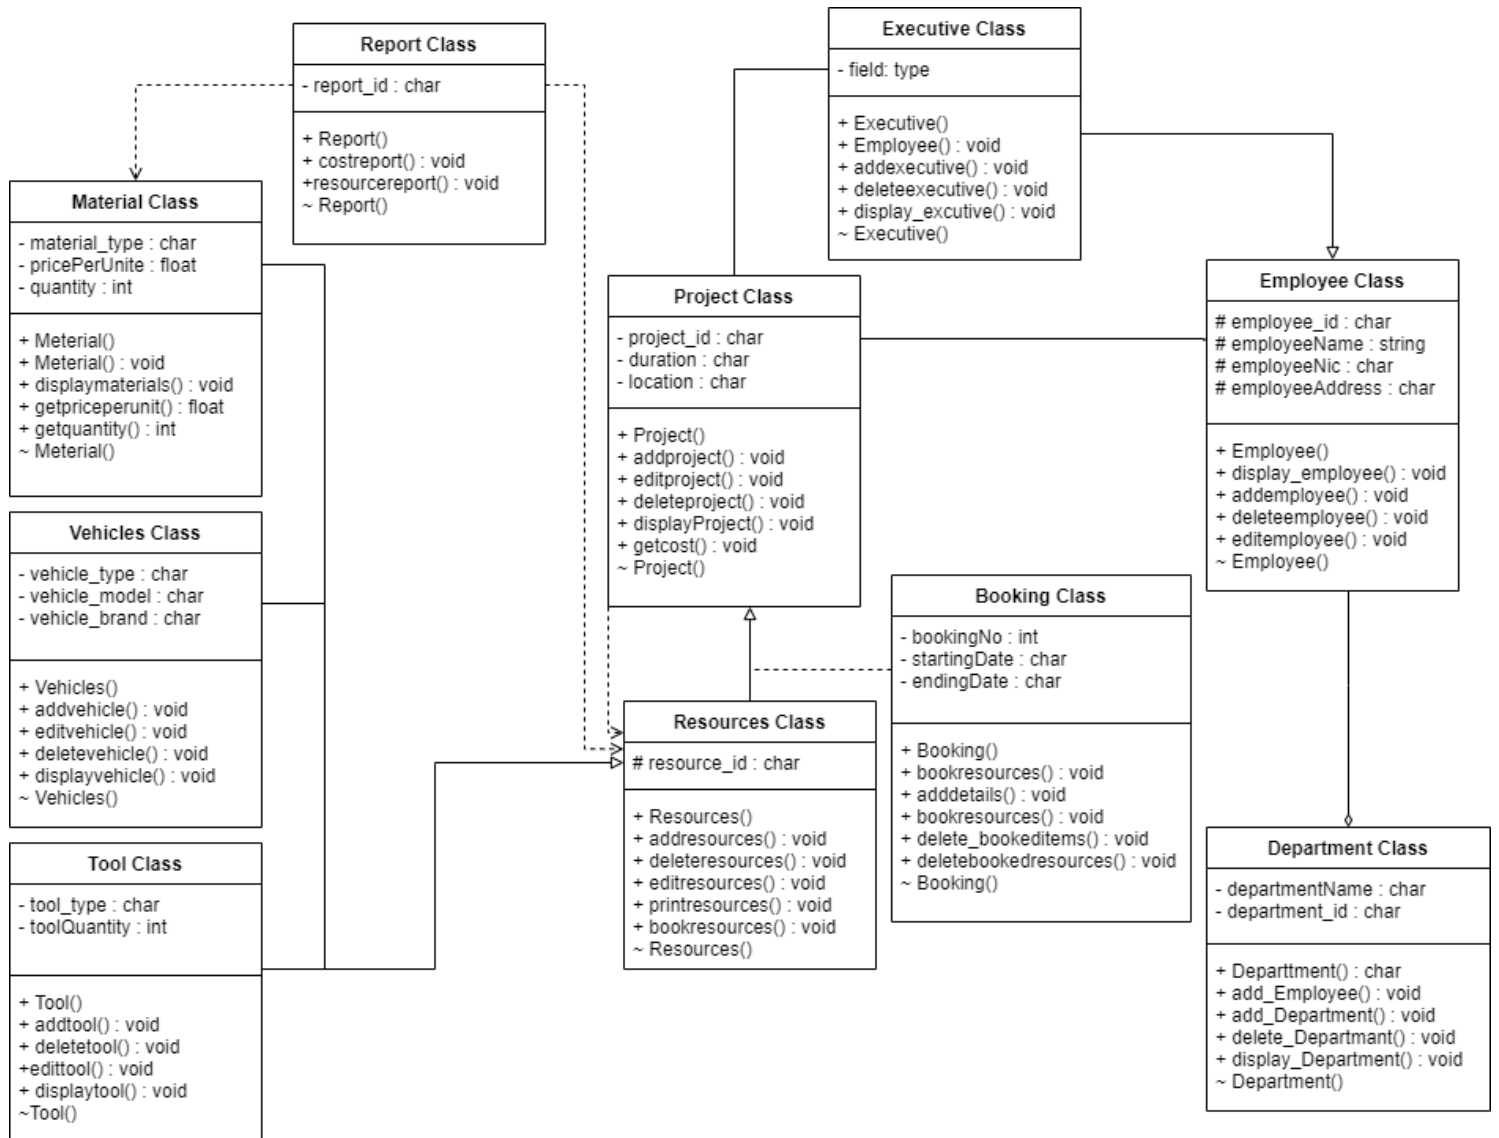 Report Class
- report_id : char
+ Report()
+ costreport() : void
+resourcereport() : void
~ Report()
Executive Class
- field: type
+ Executive()
+ Employee() : void
+ addexecutive() : void
+ deleteexecutive() : void
+ display_excutive() : void
~ Executive()
Material Class
- material_type : char
- pricePerUnite : float
- quantity : int
+ Meterial()
+ Meterial() : void
+ displaymaterials() : void
+ getpriceperunit() : float
+ getquantity() : int
~ Meterial()
Project Class
- project_id : char
- duration : char
- location : char
+ Project()
+ addproject() : void
+ editproject() : void
+ deleteproject() : void
+ displayProject() : void
+ getcost() : void
~ Project()
Employee Class
# employee_id : char
# employeeName : string
# employeeNic : char
# employeeAddress : char
+ Employee()
+ display_employee() : void
+ addemployee() : void
+ deleteemployee() : void
+ editemployee() : void
~ Employee()
Vehicles Class
- vehicle_type : char
- vehicle_model : char
- vehicle_brand : char
+ Vehicles()
+ addvehicle() : void
+ editvehicle() : void
+ deletevehicle() : void
+ displayvehicle() : void
~ Vehicles()
Booking Class
- bookingNo : int
- startingDate : char
- endingDate : char
+ Booking()
+ bookresources() : void
+ adddetails() : void
+ bookresources() : void
+ delete_bookeditems() : void
+ deletebookedresources() : void
~ Booking()
Resources Class
# resource_id : char
+ Resources()
+ addresources() : void
+ deleteresources() : void
+ editresources() : void
+ printresources() : void
+ bookresources() : void
~ Resources()
Tool Class
- tool_type : char
- toolQuantity : int
+ Tool()
+ addtool() : void
+ deletetool() : void
+edittool() : void
+ displaytool() : void
~Tool()
Department Class
- departmentName : char
- department_id : char
+ Departtment() : char
+ add_Employee() : void
+ add_Department() : void
+ delete_Departmant() : void
+ display_Department() : void
~ Department()